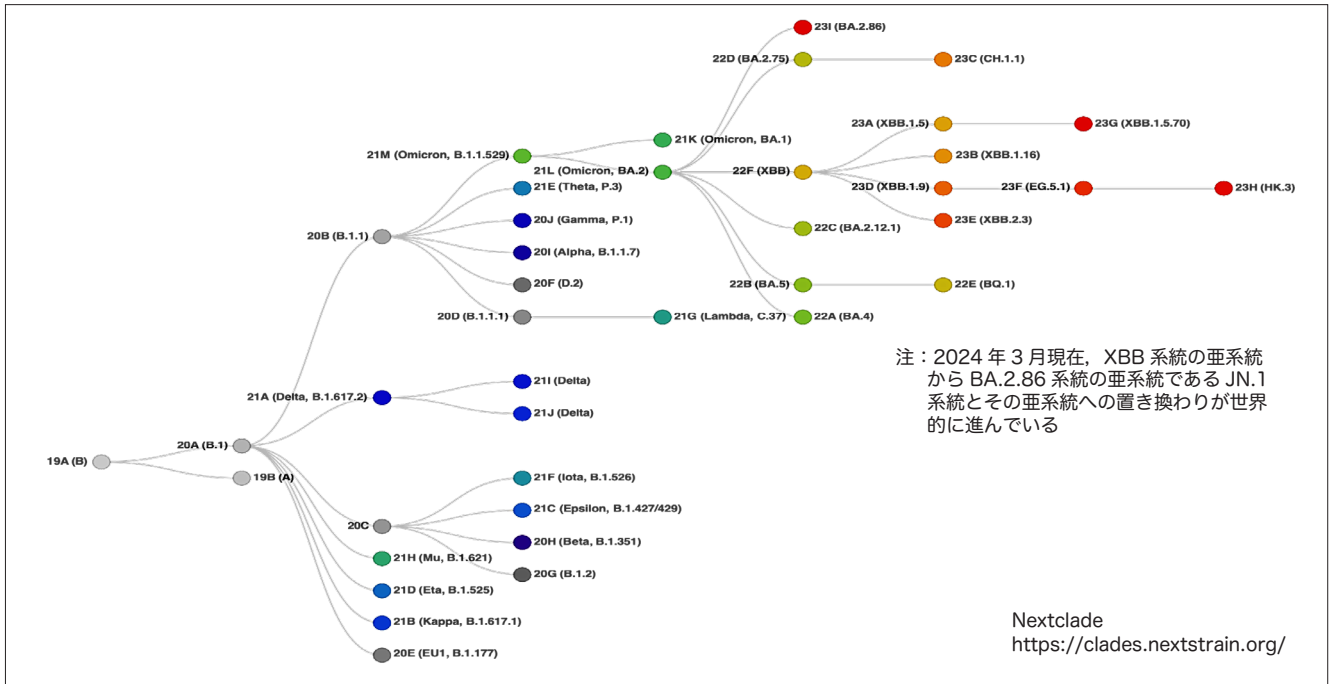 23I (BA.2.86)
22D (BA.2.75)
23C (CH.1.1)
23A (XBB.1.5)
23G (XBB.1.5.70)
21K (Omicron, BA.1)
21M (Omicron, B.1.1.529)
23B (XBB.1.16)
21L (Omicron, BA.2)
22F (XBB)
21E (Theta, P.3)
23D (XBB.1.9)
23F (EG.5.1)
23H (HK.3)
20J (Gamma, P.1)
23E (XBB.2.3)
22C (BA.2.12.1)
20B (B.1.1)
20I (Alpha, B.1.1.7)
20F (D.2)
22B (BA.5)
22E (BQ.1)
20D (B.1.1.1)
21G (Lambda, C.37)
22A (BA.4)
注：2024 年 3 月現在，XBB 系統の亜系統
から BA.2.86 系統の亜系統である JN.1
系統とその亜系統への置き換わりが世界
的に進んでいる
21I (Delta)
21A (Delta, B.1.617.2)
21J (Delta)
20A (B.1)
19A (B)
19B (A)
21F (Iota, B.1.526)
21C (Epsilon, B.1.427/429)
20C
20H (Beta, B.1.351)
21H (Mu, B.1.621)
20G (B.1.2)
21D (Eta, B.1.525)
21B (Kappa, B.1.617.1)
20E (EU1, B.1.177)
Nextclade
https://clades.nextstrain.org/